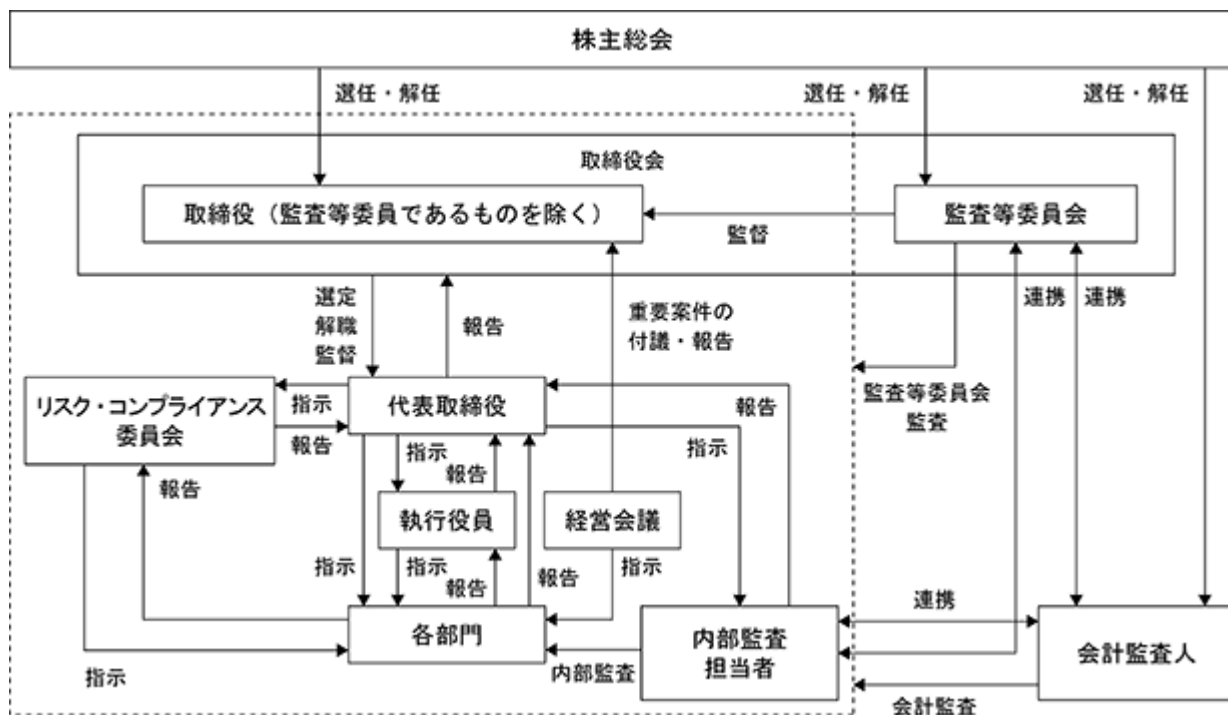 株主総会
選任・解任
選任・解任
選任・解任
取締役会
取締役(監査等委員であるものを除く)
監査等委員会
監督
選定
解職
監督
報告
重要案件の
付議・報告
連携
連携
監査等委員会
監査
リスク・コンプライアンス
委員会
指示
報告
代表取締役
報告
指示
指示
報告
報告
執行役員
経営会議
指示
指示
報告
報告
指示
各部門
内部監査
内部監査
担当者
連携
会計監査人
指示
会計監査